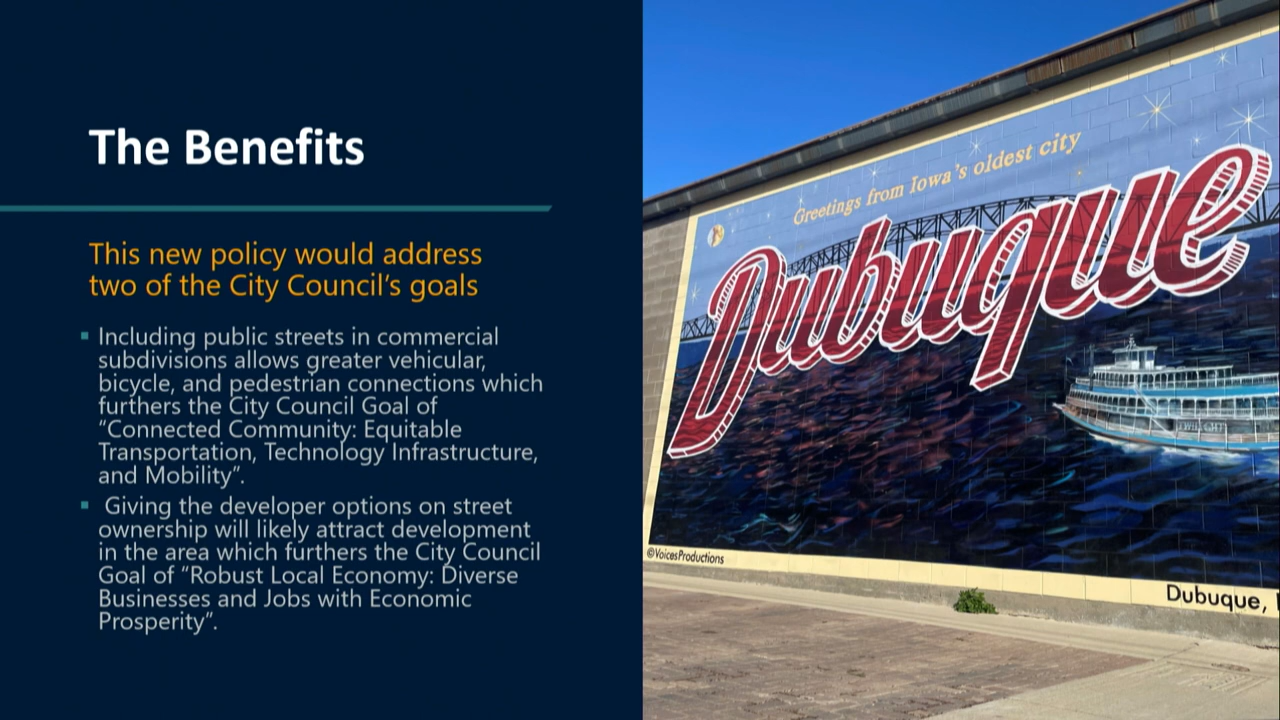 The Benefits
This new policy would address
two of the City Council's goals
Including public streets in commercial
subdivisions allows greater vehicular,
bicycle, and pedestrian connections which
furthers the City Council Goal of
“Connected Community: Equitable
Transportation, Technology Infrastructure,
and Mobility”.
Giving the developer options on street
ownership will likely attract development
in the area which furthers the City Council
Goal of “Robust Local Economy: Diverse
Businesses and Jobs with Economic
Prosperity”.
Greetings from Iowa's oldest city
Dubuque
©VoicesProductions
Dubuque,